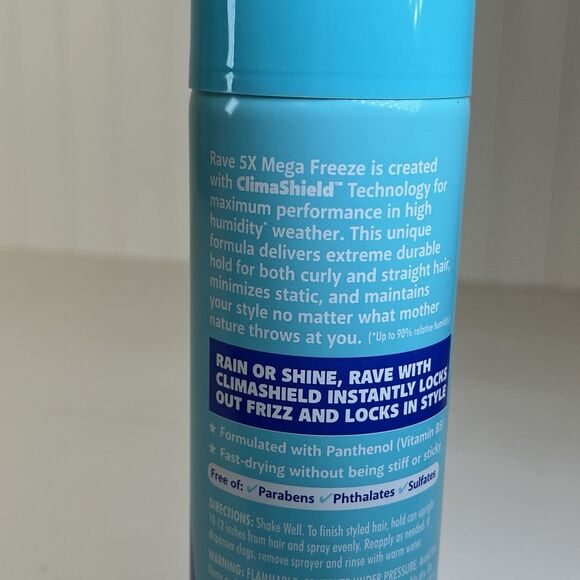 Rave 5X Mega Freeze is created
with ClimaShield™ Technology for
maximum performance in high
humidity* weather. This unique
formula delivers extreme durable
hold for both curly and straight hair,
minimizes static, and maintains
your style no matter what mother
nature throws at you. (*Up to 90% relative humidity)
RAIN OR SHINE, RAVE WITH
CLIMASHIELD INSTANTLY LOCKS
OUT FRIZZ AND LOCKS IN STYLE
★ Formulated with Panthenol (Vitamin B5)
★ Fast-drying without being stiff or sticky
Free of: ✓Parabens ✓Phthalates ✓Sulfates
DIRECTIONS: Shake Well. To finish styled hair, hold can upright
10-12 inches from hair and spray evenly. Reapply as needed. If
dispenser clogs, remove sprayer and rinse with warm water.
WARNING: FLAMMABLE. UNDER PRESSURE.